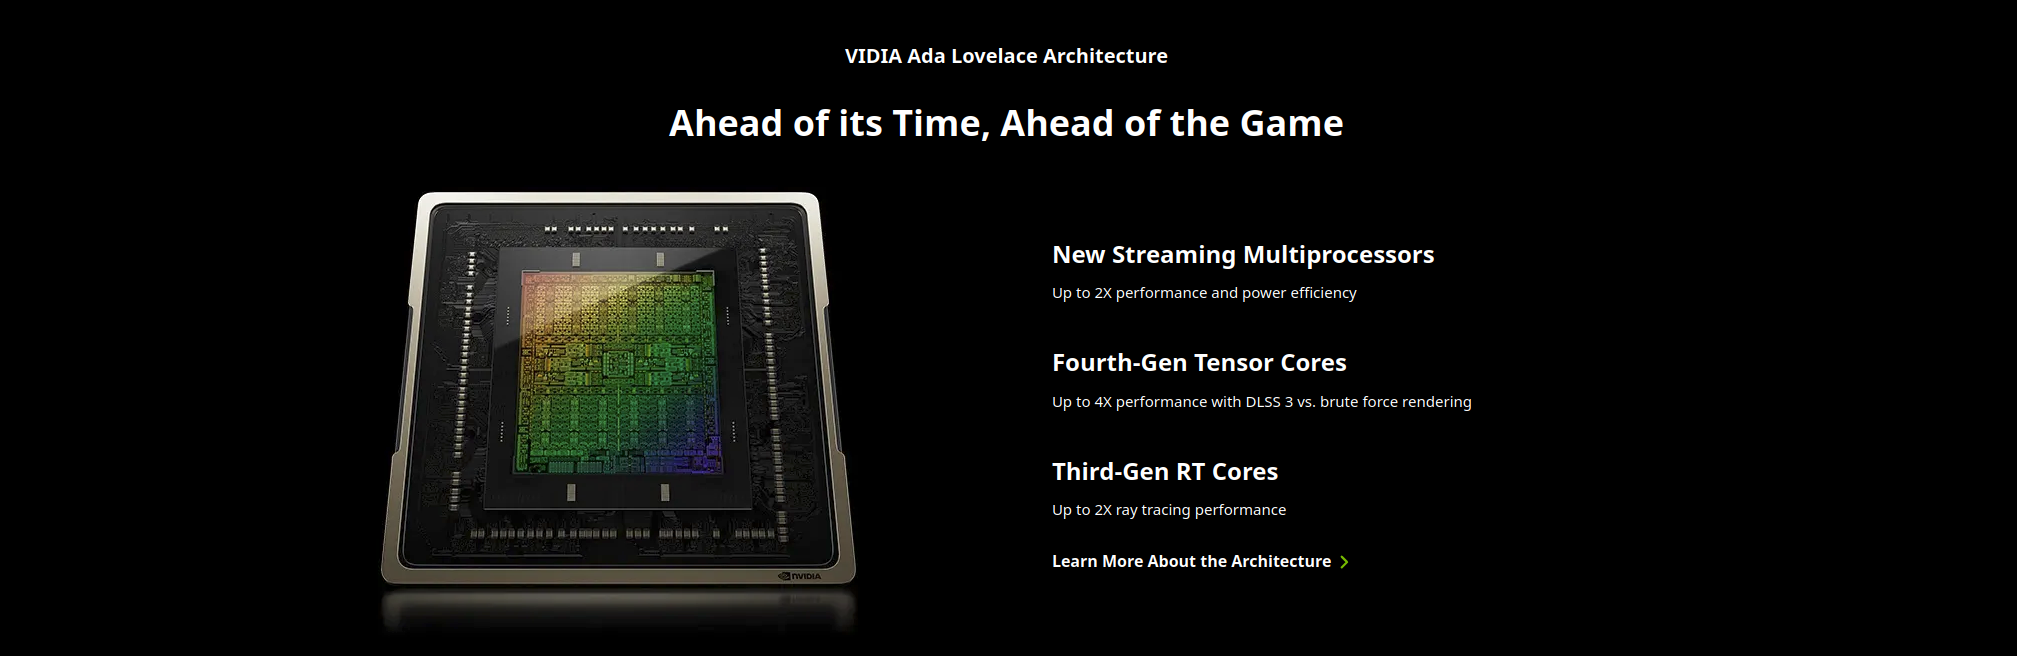 VIDIA Ada Lovelace Architecture
Ahead of its Time, Ahead of the Game
New Streaming Multiprocessors
Up to 2X performance and power efficiency
Fourth-Gen Tensor Cores
Up to 4X performance with DLSS 3 vs. brute force rendering
Third-Gen RT Cores
Up to 2X ray tracing performance
Learn More About the Architecture
NVIDIA